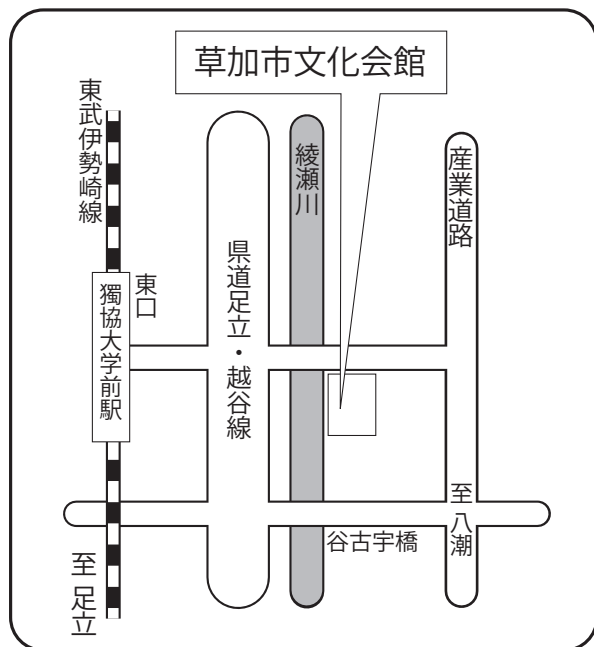 草加市文化会館
東武伊勢崎線
綾瀬川
産業道路
東口
獨協大学前駅
県道足立・越谷線
至 八潮
谷古宇橋
至 足立